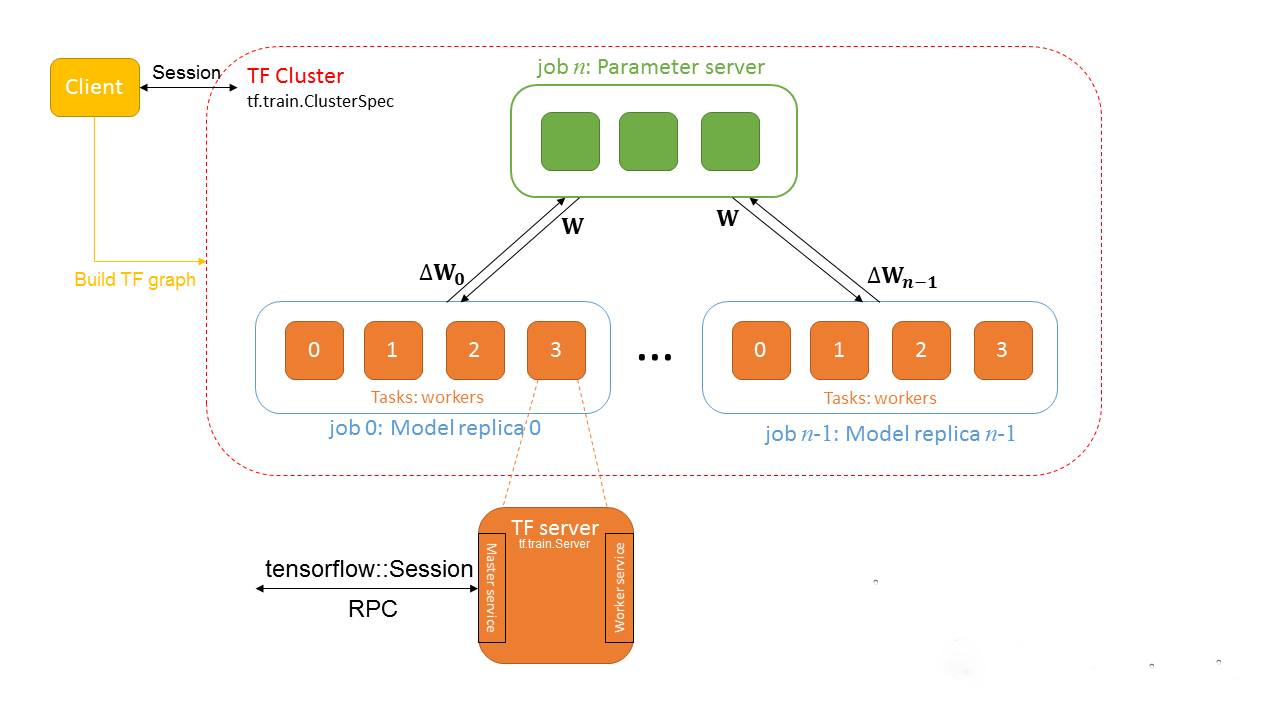 Client
Session
TF Cluster
tf.train.ClusterSpec
job n: Parameter server
Build TF graph
W
W
ΔW₀
ΔWₙ₋₁
0 1 2 3
Tasks: workers
job 0: Model replica 0
...
0 1 2 3
Tasks: workers
job n-1: Model replica n-1
TF server
tf.train.Server
Master service
Worker service
tensorflow::Session
RPC